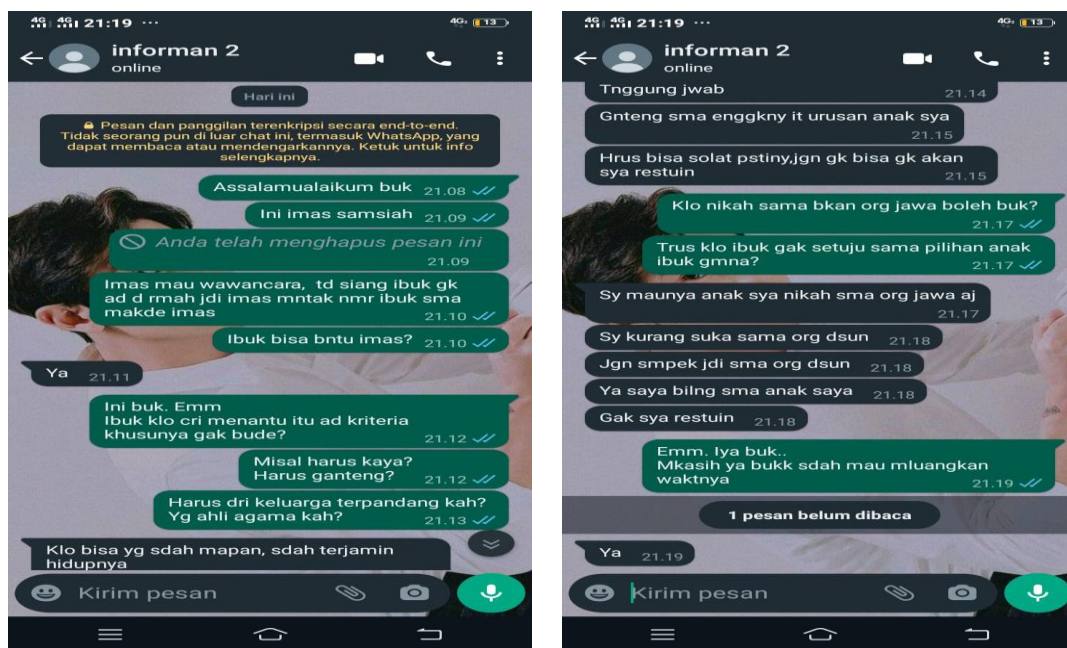 4G 4G 21:19 ...
4G 13
informan 2
online
Hari ini
Pesan dan panggilan terenkripsi secara end-to-end.
Tidak seorang pun di luar chat ini, termasuk WhatsApp, yang
dapat membaca atau mendengarkannya. Ketuk untuk info
selengkapnya.
Assalamualaikum buk 21.08
Ini imas samsiah 21.09
Anda telah menghapus pesan ini
21.09
Imas mau wawancara, td siang ibuk gk
ad d rmah jdi imas mntak nmr ibuk sma
makde imas 21.10
Ibuk bisa bntu imas? 21.10
Ya 21.11
Ini buk. Emm
Ibuk klo cri menantu itu ad kriteria
khusunya gak bude? 21.12
Misal harus kaya?
Harus ganteng? 21.12
Harus dri keluarga terpandang kah?
Yg ahli agama kah? 21.13
Klo bisa yg sdah mapan, sdah terjamin
hidupnya
Kirim pesan
4G 4G 21:19 ...
4G 13
informan 2
online
Tnggung jwab 21.14
Gnteng sma enggkny it urusan anak sya
21.15
Hrus bisa solat pstiny,jgn gk bisa gk akan
sya restuin 21.15
Klo nikah sama bkan org jawa boleh buk?
21.17
Trus klo ibuk gak setuju sama pilihan anak
ibuk gmna? 21.17
Sy maunya anak sya nikah sma org jawa aj
21.17
Sy kurang suka sama org dsun 21.18
Jgn smpek jdi sma org dsun 21.18
Ya saya bilng sma anak saya 21.18
Gak sya restuin 21.18
Emm. Iya buk..
Mkasih ya bukk sdah mau mluangkan
waktnya 21.19
1 pesan belum dibaca
Ya 21.19
Kirim pesan